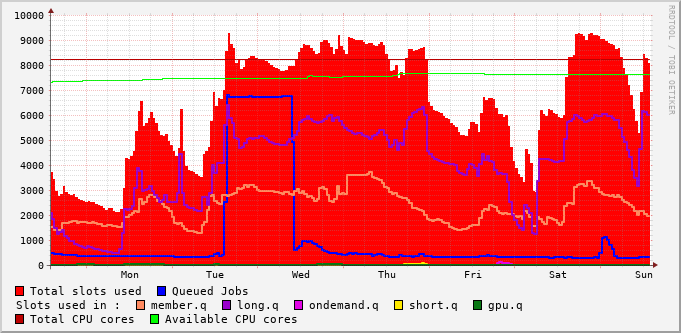 10000
9000
8000
7000
6000
5000
4000
3000
2000
1000
0
Mon Tue Wed Thu Fri Sat Sun
RRDTOOL / TOBI OETIKER
Total slots used Queued Jobs
Slots used in : member.q long.q ondemand.q short.q gpu.q
Total CPU cores Available CPU cores